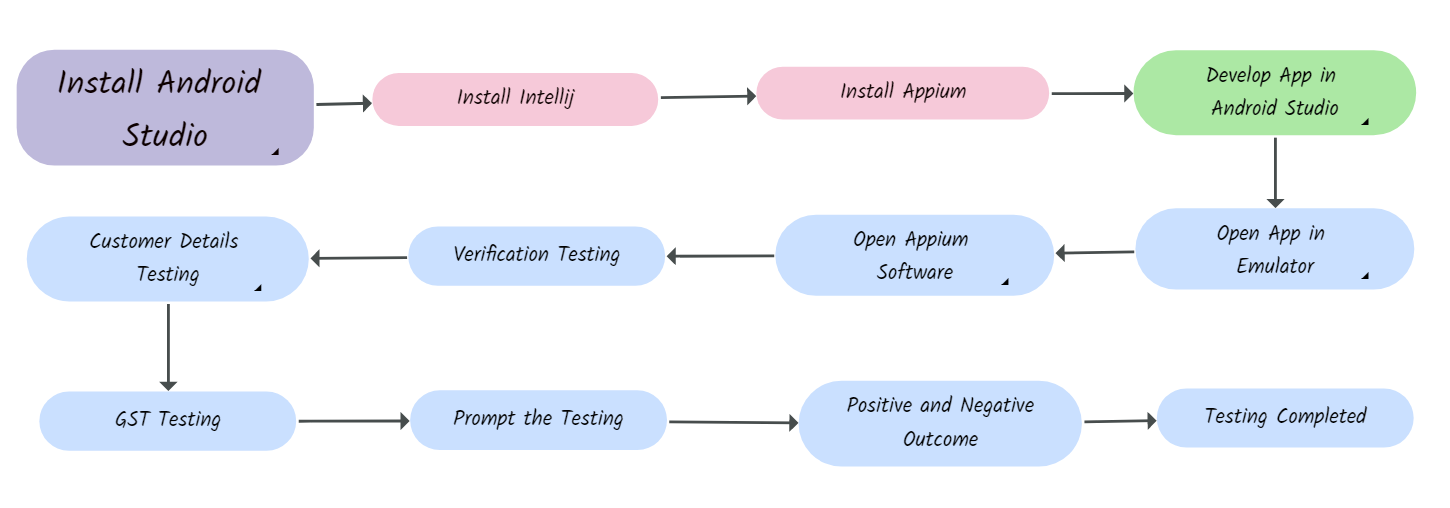 Install Android
Studio
Install Intellij
Install Appium
Develop App in
Android Studio
Open App in
Emulator
Open Appium
Software
Verification Testing
Customer Details
Testing
GST Testing
Prompt the Testing
Positive and Negative
Outcome
Testing Completed